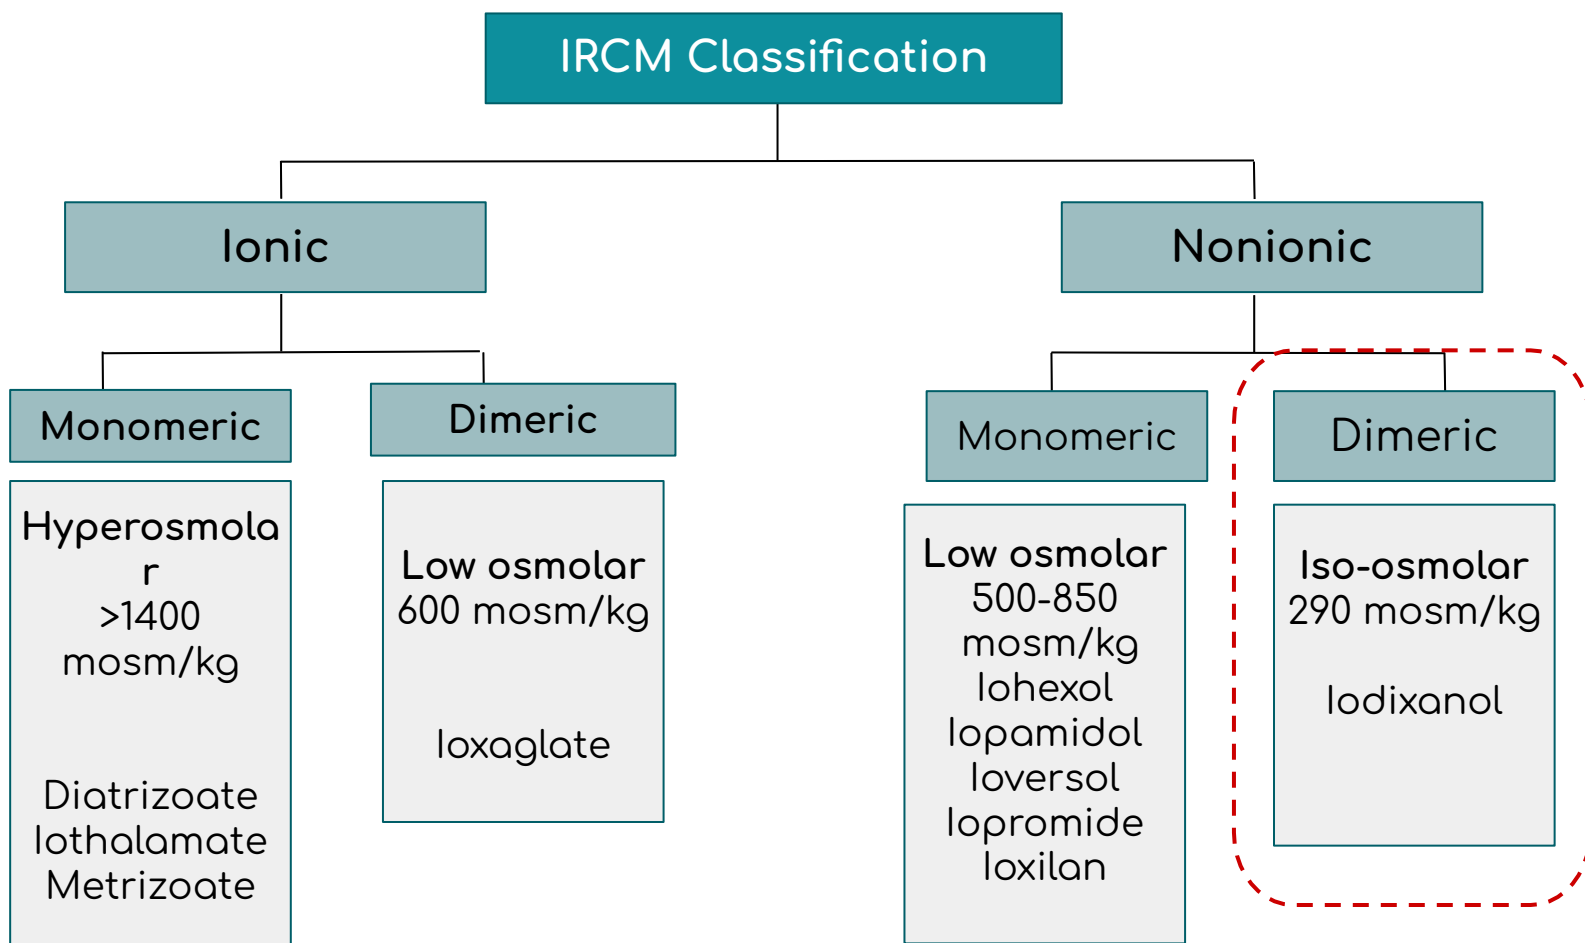 IRCM Classification
Ionic
Nonionic
Monomeric
Dimeric
Monomeric
Dimeric
Hyperosmola
r
>1400
mosm/kg
Diatrizoate
Iothalamate
Metrizoate
Low osmolar
600 mosm/kg
Ioxaglate
Low osmolar
500-850
mosm/kg
Iohexol
Iopamidol
Ioversol
Iopromide
Ioxilan
Iso-osmolar
290 mosm/kg
Iodixanol